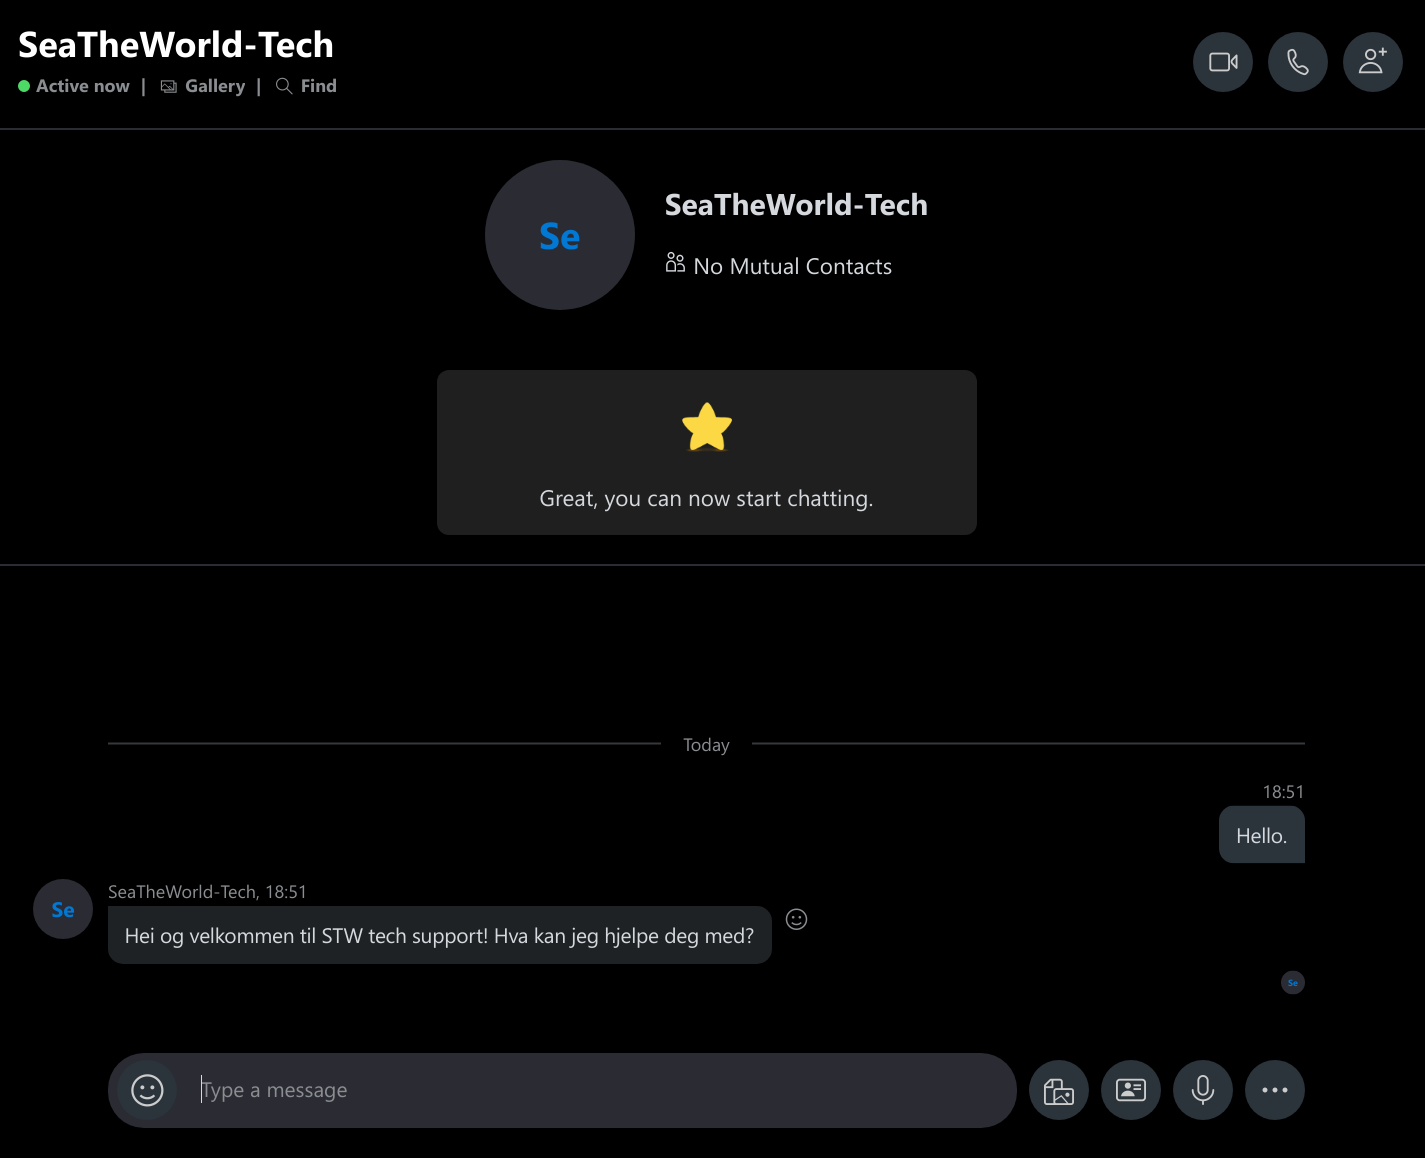 SeaTheWorld-Tech
Active now | Gallery | Find
Se
SeaTheWorld-Tech
No Mutual Contacts
Great, you can now start chatting.
Today
18:51
Hello.
SeaTheWorld-Tech, 18:51
Se
Hei og velkommen til STW tech support! Hva kan jeg hjelpe deg med?
Se
Type a message